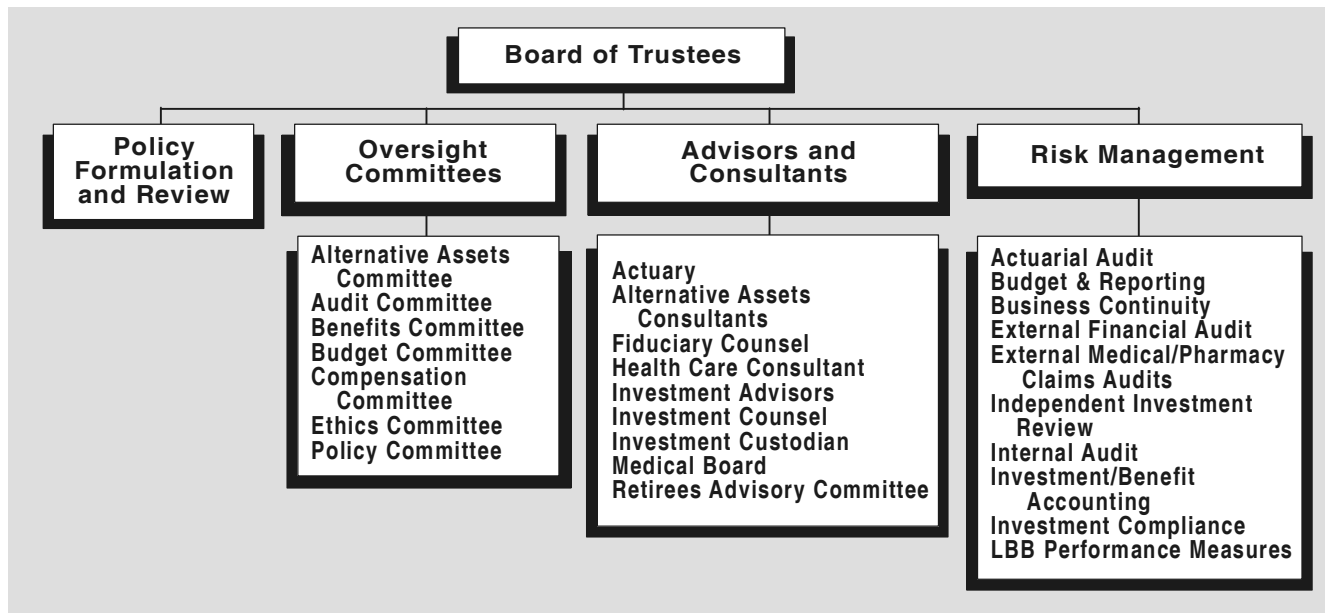 Board of Trustees
Policy
Formulation
and Review
Oversight
Committees
Advisors and
Consultants
Risk Management
Alternative Assets
Committee
Audit Committee
Benefits Committee
Budget Committee
Compensation
Committee
Ethics Committee
Policy Committee
Actuary
Alternative Assets
Consultants
Fiduciary Counsel
Health Care Consultant
Investment Advisors
Investment Counsel
Investment Custodian
Medical Board
Retirees Advisory Committee
Actuarial Audit
Budget & Reporting
Business Continuity
External Financial Audit
External Medical/Pharmacy
Claims Audits
Independent Investment
Review
Internal Audit
Investment/Benefit
Accounting
Investment Compliance
LBB Performance Measures